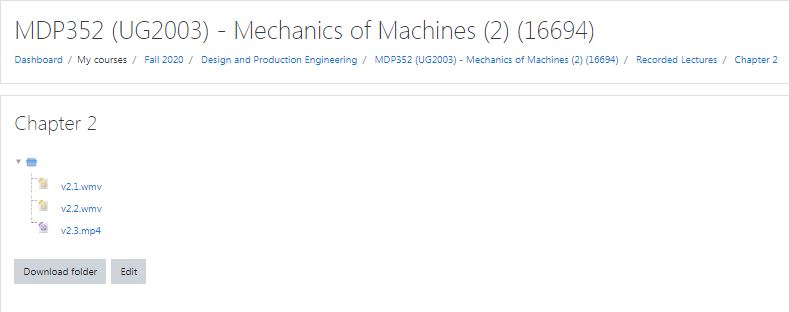 MDP352 (UG2003) - Mechanics of Machines (2) (16694)
Dashboard / My courses / Fall 2020 / Design and Production Engineering / MDP352 (UG2003) - Mechanics of Machines (2) (16694) / Recorded Lectures / Chapter 2
Chapter 2
v2.1.wmv
v2.2.wmv
v2.3.mp4
Download folder Edit